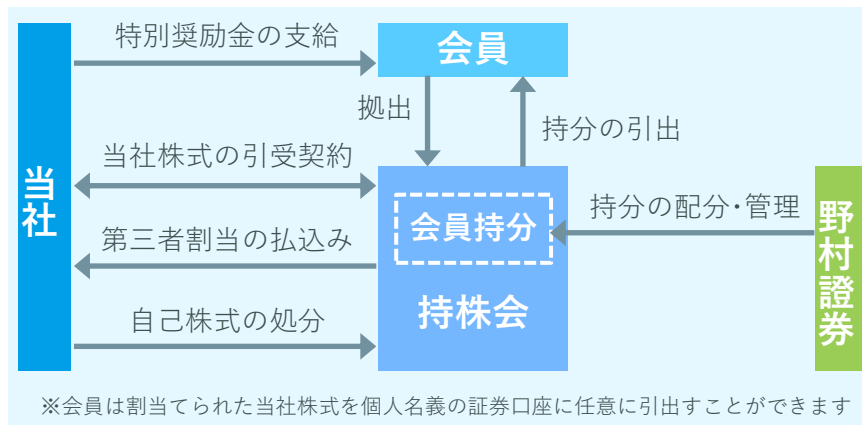 特別奨励金の支給
会員
拠出
持分の引出
当社
当社株式の引受契約
会員持分
持分の配分・管理
野村證券
第三者割当の払込み
持株会
自己株式の処分
※会員は割当てられた当社株式を個人名義の証券口座に任意に引出すことができます